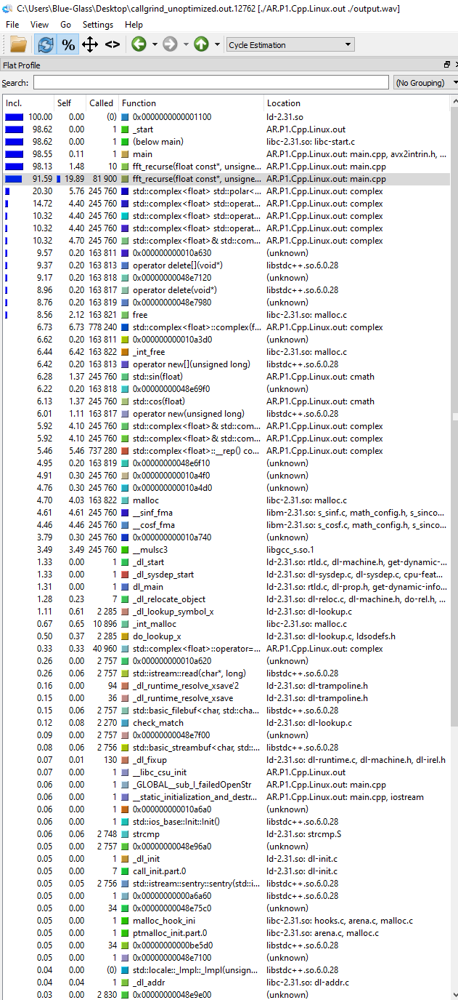 C:\Users\Blue-Glass\Desktop\callgrind_unoptimized.out.12762 [./AR.P1.Cpp.Linux.out ./output.wav]
File View Go Settings Help
% <> Cycle Estimation
Flat Profile
Search: (No Grouping)
Incl. Self Called Function Location
100.00 0.00 (0) 0x0000000000001100 ld-2.31.so
98.62 0.00 1 _start AR.P1.Cpp.Linux.out
98.62 0.00 1 (below main) libc-2.31.so: libc-start.c
98.55 0.11 1 main AR.P1.Cpp.Linux.out: main.cpp, avx2intrin.h, ...
98.13 1.48 10 fft_recurse(float const*, unsigne... AR.P1.Cpp.Linux.out: main.cpp
91.59 19.89 81 900 fft_recurse(float const*, unsigne... AR.P1.Cpp.Linux.out: main.cpp
20.30 5.76 245 760 std::complex<float> std::polar<... AR.P1.Cpp.Linux.out: complex
14.72 4.40 245 760 std::complex<float> std::operat... AR.P1.Cpp.Linux.out: complex
10.32 4.40 245 760 std::complex<float> std::operat... AR.P1.Cpp.Linux.out: complex
10.32 4.40 245 760 std::complex<float> std::operat... AR.P1.Cpp.Linux.out: complex
10.32 4.70 245 760 std::complex<float>& std::com... AR.P1.Cpp.Linux.out: complex
9.57 0.20 163 811 0x000000000010a630 (unknown)
9.37 0.20 163 813 operator delete[](void*) libstdc++.so.6.0.28
9.17 0.20 163 818 0x00000000048e7120 (unknown)
8.96 0.20 163 817 operator delete(void*) libstdc++.so.6.0.28
8.76 0.20 163 819 0x00000000048e7980 (unknown)
8.56 2.12 163 821 free libc-2.31.so: malloc.c
6.73 6.73 778 240 std::complex<float>::complex(f... AR.P1.Cpp.Linux.out: complex
6.62 0.20 163 811 0x000000000010a3d0 (unknown)
6.44 6.42 163 822 _int_free libc-2.31.so: malloc.c
6.42 0.20 163 813 operator new[](unsigned long) libstdc++.so.6.0.28
6.28 1.37 245 760 std::sin(float) AR.P1.Cpp.Linux.out: cmath
6.22 0.20 163 818 0x00000000048e69f0 (unknown)
6.13 1.37 245 760 std::cos(float) AR.P1.Cpp.Linux.out: cmath
6.01 1.11 163 817 operator new(unsigned long) libstdc++.so.6.0.28
5.92 4.10 245 760 std::complex<float>& std::com... AR.P1.Cpp.Linux.out: complex
5.92 4.10 245 760 std::complex<float>& std::com... AR.P1.Cpp.Linux.out: complex
5.46 5.46 737 280 std::complex<float>::__rep() co... AR.P1.Cpp.Linux.out: complex
4.95 0.20 163 819 0x00000000048e6f10 (unknown)
4.91 0.30 245 760 0x000000000010a4f0 (unknown)
4.76 0.30 245 760 0x000000000010a4d0 (unknown)
4.70 4.03 163 822 malloc libc-2.31.so: malloc.c
4.61 4.61 245 760 __sinf_fma libm-2.31.so: s_sinf.c, math_config.h, s_sinco...
4.46 4.46 245 760 __cosf_fma libm-2.31.so: s_cosf.c, math_config.h, s_sinco...
3.79 0.30 245 760 0x000000000010a740 (unknown)
3.49 3.49 245 760 __mulsc3 libgcc_s.so.1
1.33 0.00 1 _dl_start ld-2.31.so: rtld.c, dl-machine.h, get-dynamic-...
1.33 0.00 1 _dl_sysdep_start ld-2.31.so: dl-sysdep.c, dl-sysdep.c, cpu-feat...
1.31 0.00 1 dl_main ld-2.31.so: rtld.c, dl-prop.h, get-dynamic-info...
1.28 0.23 7 _dl_relocate_object ld-2.31.so: dl-reloc.c, dl-machine.h, do-rel.h, ...
1.11 0.61 2 285 _dl_lookup_symbol_x ld-2.31.so: dl-lookup.c
0.67 0.65 10 896 _int_malloc libc-2.31.so: malloc.c
0.50 0.37 2 285 do_lookup_x ld-2.31.so: dl-lookup.c, ldsodefs.h
0.33 0.33 40 960 std::complex<float>::operator=... AR.P1.Cpp.Linux.out: complex
0.26 0.00 2 757 0x000000000010a620 (unknown)
0.26 0.06 2 757 std::istream::read(char*, long) libstdc++.so.6.0.28
0.16 0.00 94 _dl_runtime_resolve_xsave'2 ld-2.31.so: dl-trampoline.h
0.15 0.00 36 _dl_runtime_resolve_xsave ld-2.31.so: dl-trampoline.h
0.15 0.06 2 757 std::basic_filebuf<char, std::cha... libstdc++.so.6.0.28
0.12 0.08 2 270 check_match ld-2.31.so: dl-lookup.c
0.09 0.00 2 757 0x00000000048e7f00 (unknown)
0.08 0.06 2 756 std::basic_streambuf<char, std::... libstdc++.so.6.0.28
0.07 0.01 130 _dl_fixup ld-2.31.so: dl-runtime.c, dl-machine.h, dl-irel.h
0.07 0.00 1 __libc_csu_init AR.P1.Cpp.Linux.out
0.06 0.00 1 _GLOBAL__sub_I_failedOpenStr AR.P1.Cpp.Linux.out: main.cpp
0.06 0.00 1 __static_initialization_and_destr... AR.P1.Cpp.Linux.out: main.cpp, iostream
0.06 0.00 1 0x000000000010a6a0 (unknown)
0.06 0.00 1 std::ios_base::Init::Init() libstdc++.so.6.0.28
0.06 0.06 2 748 strcmp ld-2.31.so: strcmp.S
0.05 0.00 2 757 0x00000000048e96a0 (unknown)
0.05 0.00 1 _dl_init ld-2.31.so: dl-init.c
0.05 0.00 7 call_init.part.0 ld-2.31.so: dl-init.c
0.05 0.05 2 756 std::istream::sentry::sentry(std::i... libstdc++.so.6.0.28
0.05 0.00 1 0x00000000000a6a60 libstdc++.so.6.0.28
0.05 0.00 34 0x00000000048e75c0 (unknown)
0.05 0.00 1 malloc_hook_ini libc-2.31.so: hooks.c, arena.c, malloc.c
0.05 0.00 1 ptmalloc_init.part.0 libc-2.31.so: arena.c, malloc.c
0.05 0.00 34 0x00000000000be5d0 libstdc++.so.6.0.28
0.05 0.00 1 0x00000000048e7100 (unknown)
0.04 0.00 (0) std::locale::_Impl::_Impl(unsign... libstdc++.so.6.0.28
0.04 0.04 1 _dl_addr libc-2.31.so: dl-addr.c
0.03 0.00 2 830 0x00000000048e9e00 (unknown)